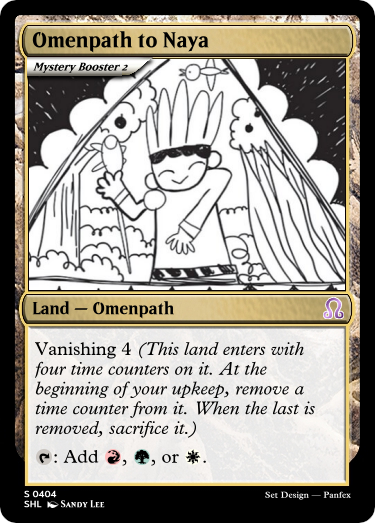 Omenpath to Naya
Mystery Booster 2
Land — Omenpath
Vanishing 4 (This land enters with
four time counters on it. At the
beginning of your upkeep, remove a
time counter from it. When the last is
removed, sacrifice it.)
: Add , , or .
S 0404
SHL Sandy Lee
Set Design — Panfex